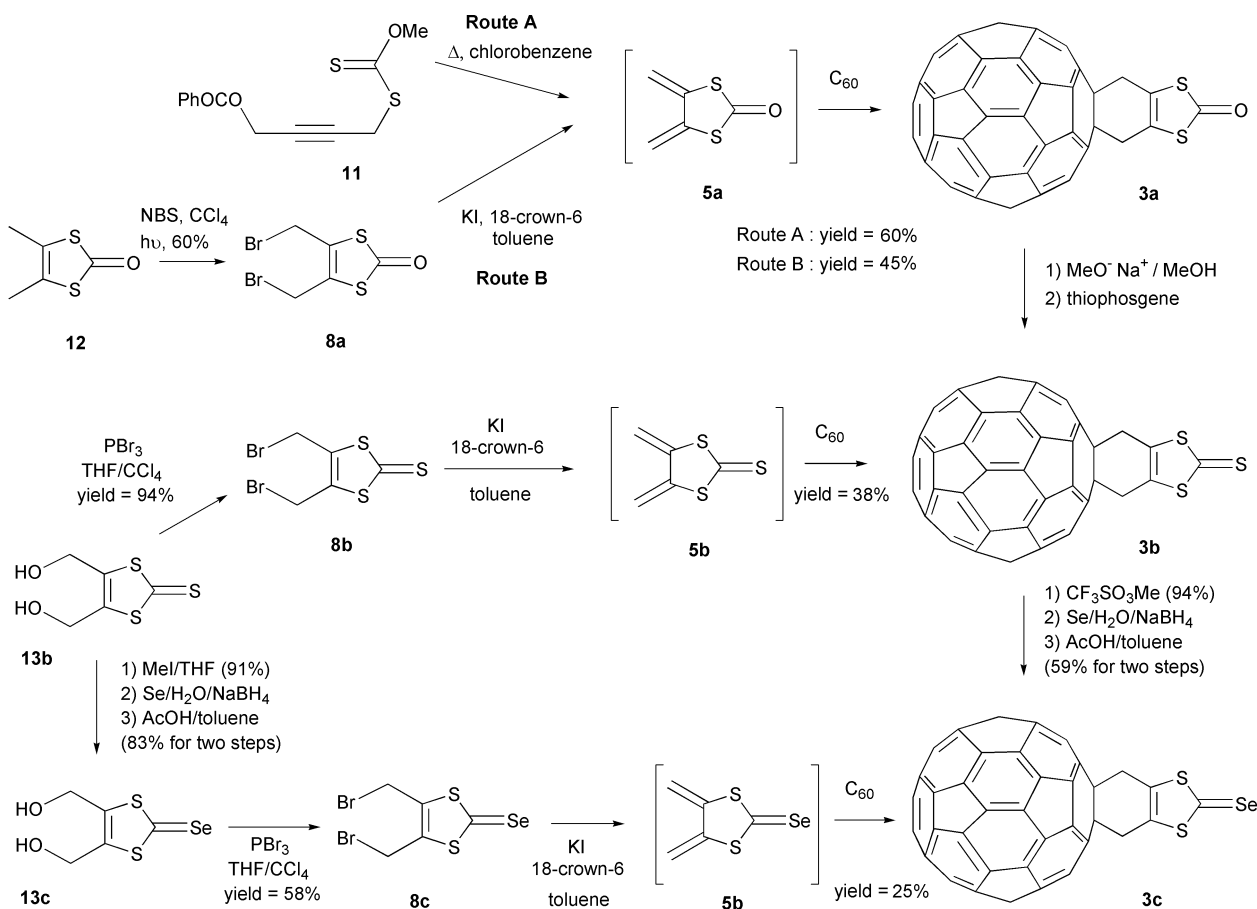 Route A
Δ, chlorobenzene
OMe
S
S
PhOCO
11
S
S
O
5a
C60
S
S
O
3a
NBS, CCl4
hυ, 60%
S
S
O
12
Br
Br
S
S
O
8a
KI, 18-crown-6
toluene
Route B
Route A : yield = 60%
Route B : yield = 45%
1) MeO- Na+ / MeOH
2) thiophosgene
PBr3
THF/CCl4
yield = 94%
Br
Br
S
S
S
8b
KI
18-crown-6
toluene
S
S
S
5b
C60
yield = 38%
S
S
S
3b
HO
HO
S
S
S
13b
1) MeI/THF (91%)
2) Se/H2O/NaBH4
3) AcOH/toluene
(83% for two steps)
1) CF3SO3Me (94%)
2) Se/H2O/NaBH4
3) AcOH/toluene
(59% for two steps)
HO
HO
S
S
Se
13c
PBr3
THF/CCl4
yield = 58%
Br
Br
S
S
Se
8c
KI
18-crown-6
toluene
S
S
Se
5b
C60
yield = 25%
S
S
Se
3c